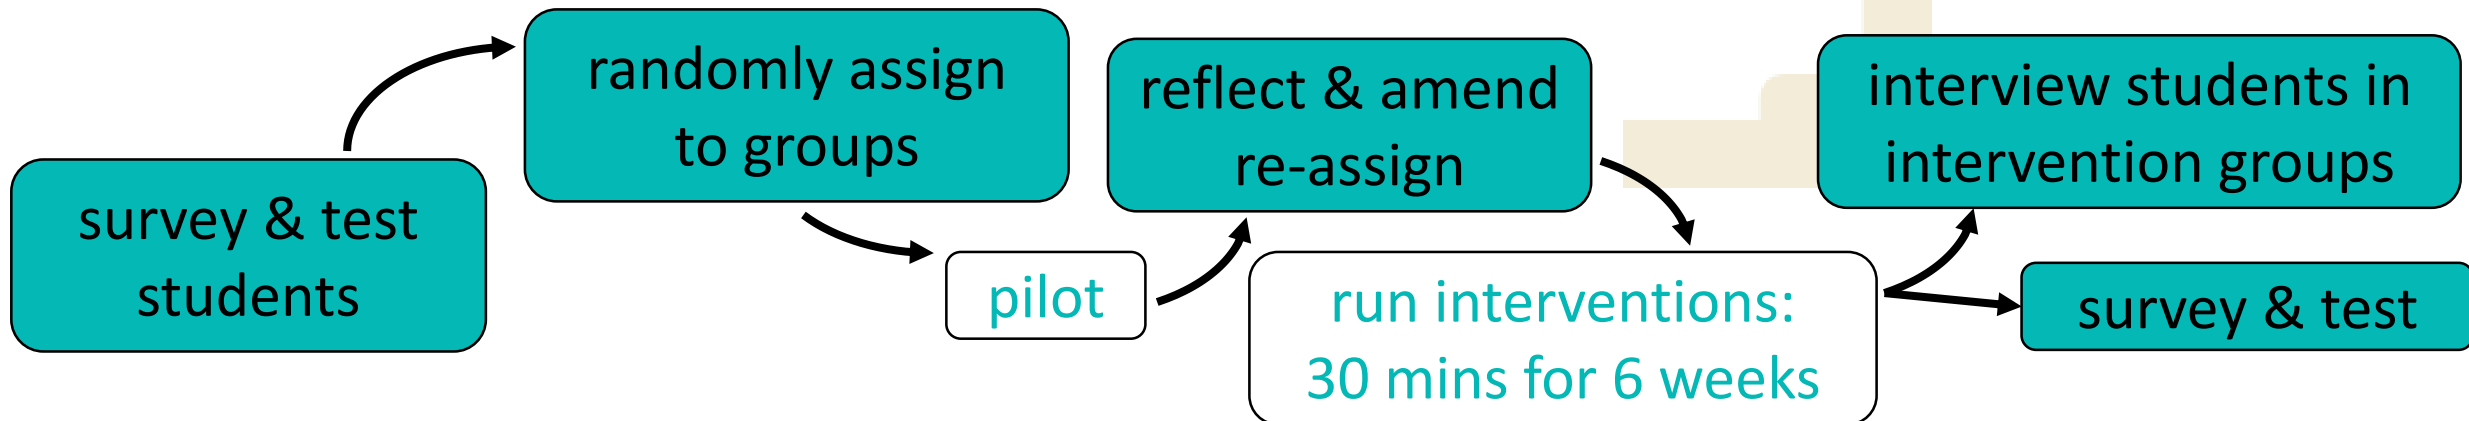 survey & test
students
randomly assign
to groups
pilot
reflect & amend
re-assign
run interventions:
30 mins for 6 weeks
interview students in
intervention groups
survey & test